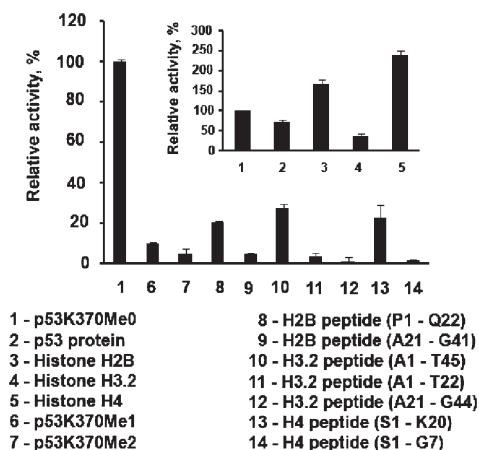 120
100
80
60
40
20
0
Relative activity, %
300
250
200
150
100
50
0
Relative activity, %
1 2 3 4 5
1 6 7 8 9 10 11 12 13 14
1 - p53K370Me0
2 - p53 protein
3 - Histone H2B
4 - Histone H3.2
5 - Histone H4
6 - p53K370Me1
7 - p53K370Me2
8 - H2B peptide (P1 - Q22)
9 - H2B peptide (A21 - G41)
10 - H3.2 peptide (A1 - T45)
11 - H3.2 peptide (A1 - T22)
12 - H3.2 peptide (A21 - G44)
13 - H4 peptide (S1 - K20)
14 - H4 peptide (S1 - G7)